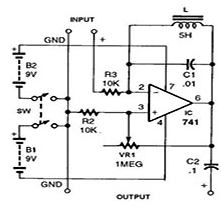 INPUT
L
5H
GND
+
B2
9V
R3
10K
C1
.01
2
7
6
3
4
IC
741
SW
R2
10K
B1
9V
VR1
1MEG
C2
.1
+
GND
OUTPUT